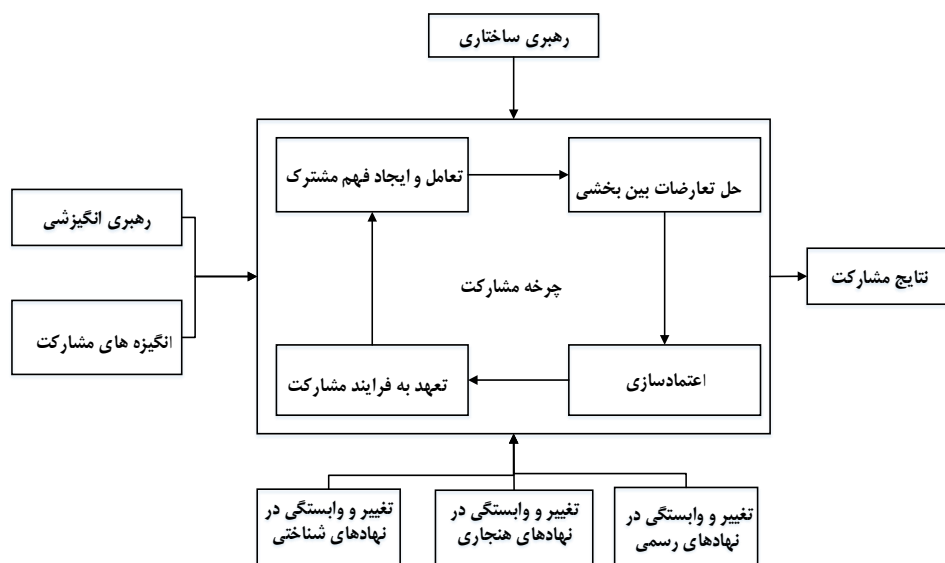 رهبری ساختاری
تعامل و ایجاد فهم مشترک
حل تعارضات بین بخشی
رهبری انگیزشی
نتایج مشارکت
چرخه مشارکت
انگیزه های مشارکت
تعهد به فرایند مشارکت
اعتمادسازی
تغییر و وابستگی در
نهادهای رسمی
تغییر و وابستگی در
نهادهای هنجاری
تغییر و وابستگی در
نهادهای شناختی